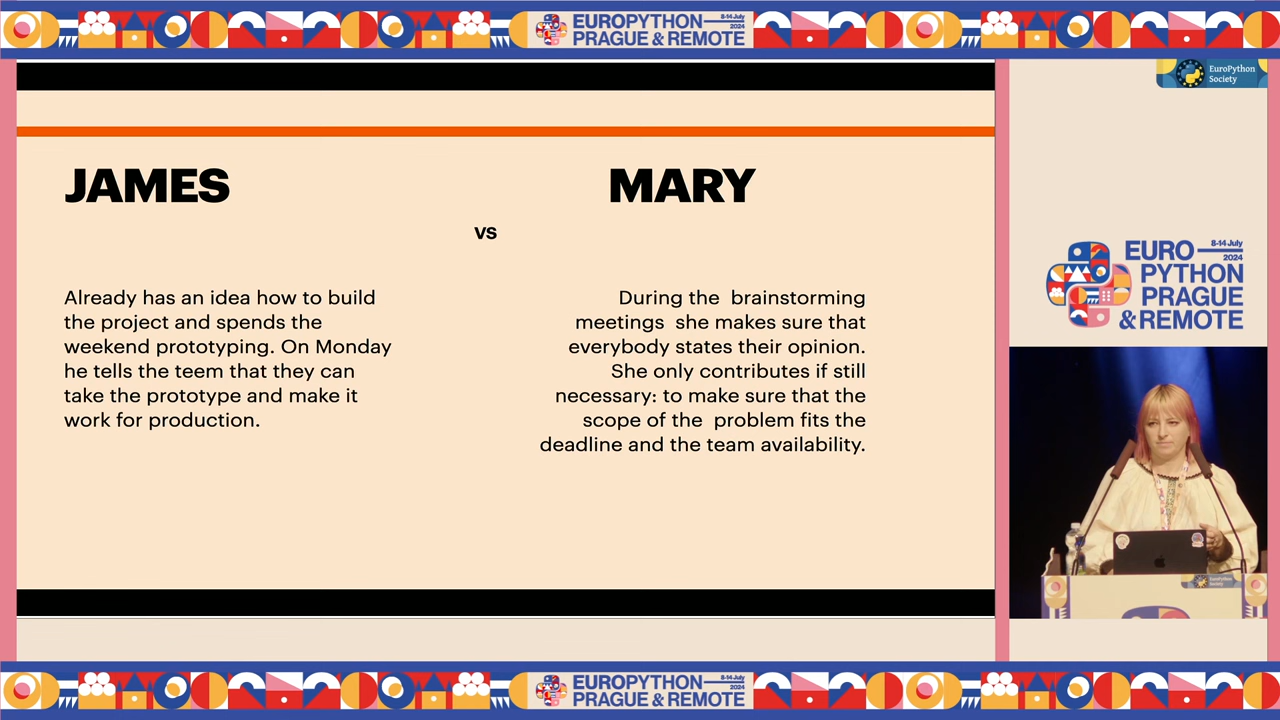 EUROPYTHON 8-14 July
2024
PRAGUE & REMOTE
EuroPython
Society
JAMES
MARY
vs
Already has an idea how to build
the project and spends the
weekend prototyping. On Monday
he tells the teem that they can
take the prototype and make it
work for production.
During the brainstorming
meetings she makes sure that
everybody states their opinion.
She only contributes if still
necessary: to make sure that the
scope of the problem fits the
deadline and the team availability.
EURO 8-14 July
2024
PYTHON
PRAGUE
& REMOTE
EuroPython
Society
EUROPYTHON 8-14 July
2024
PRAGUE & REMOTE